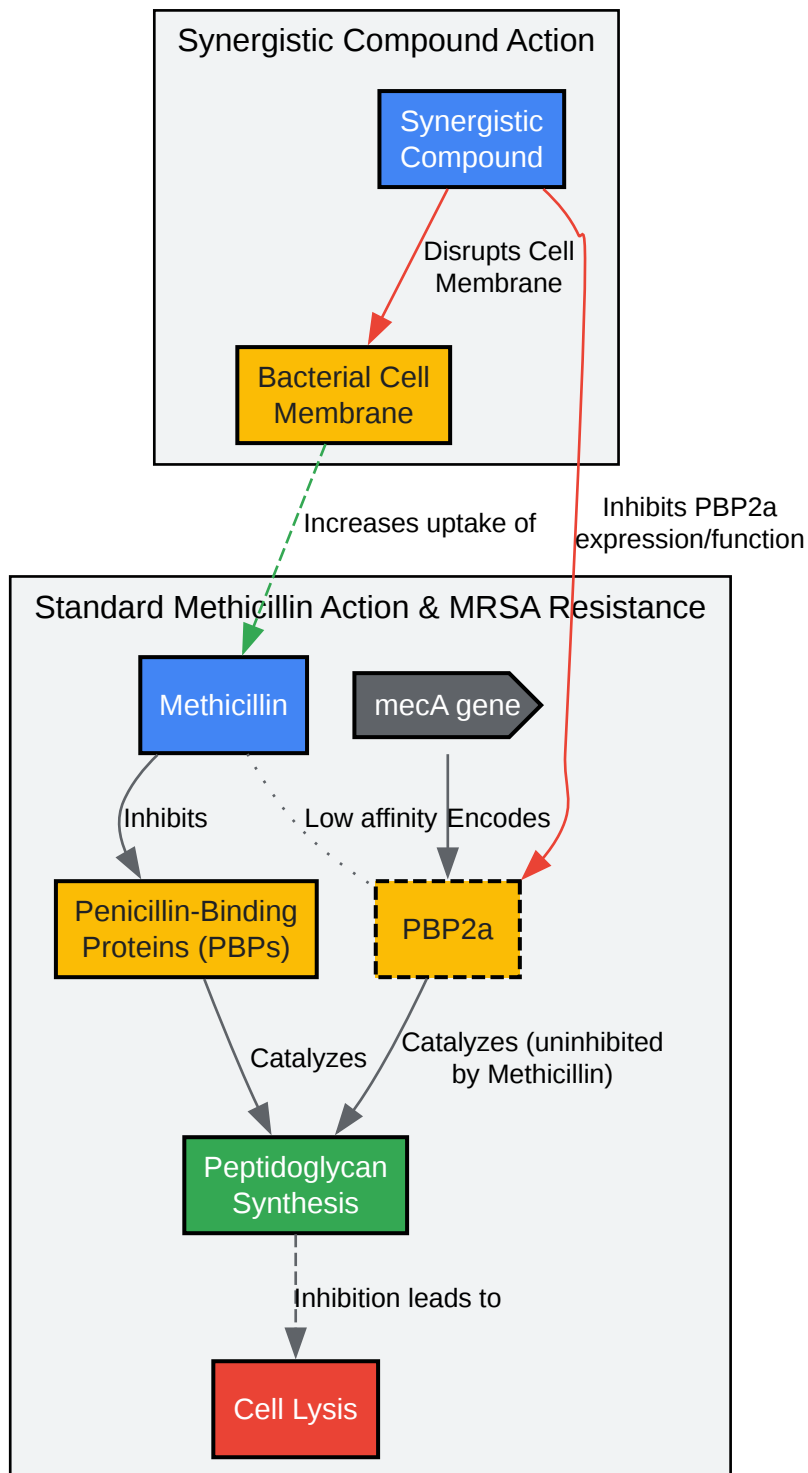 Synergistic Compound Action
Synergistic
Compound
Disrupts Cell
Membrane
Bacterial Cell
Membrane
Increases uptake of
Inhibits PBP2a
expression/function
Standard Methicillin Action & MRSA Resistance
Methicillin
mecA gene
Inhibits
Low affinity
Encodes
Penicillin-Binding
Proteins (PBPs)
PBP2a
Catalyzes
Catalyzes (uninhibited
by Methicillin)
Peptidoglycan
Synthesis
Inhibition leads to
Cell Lysis